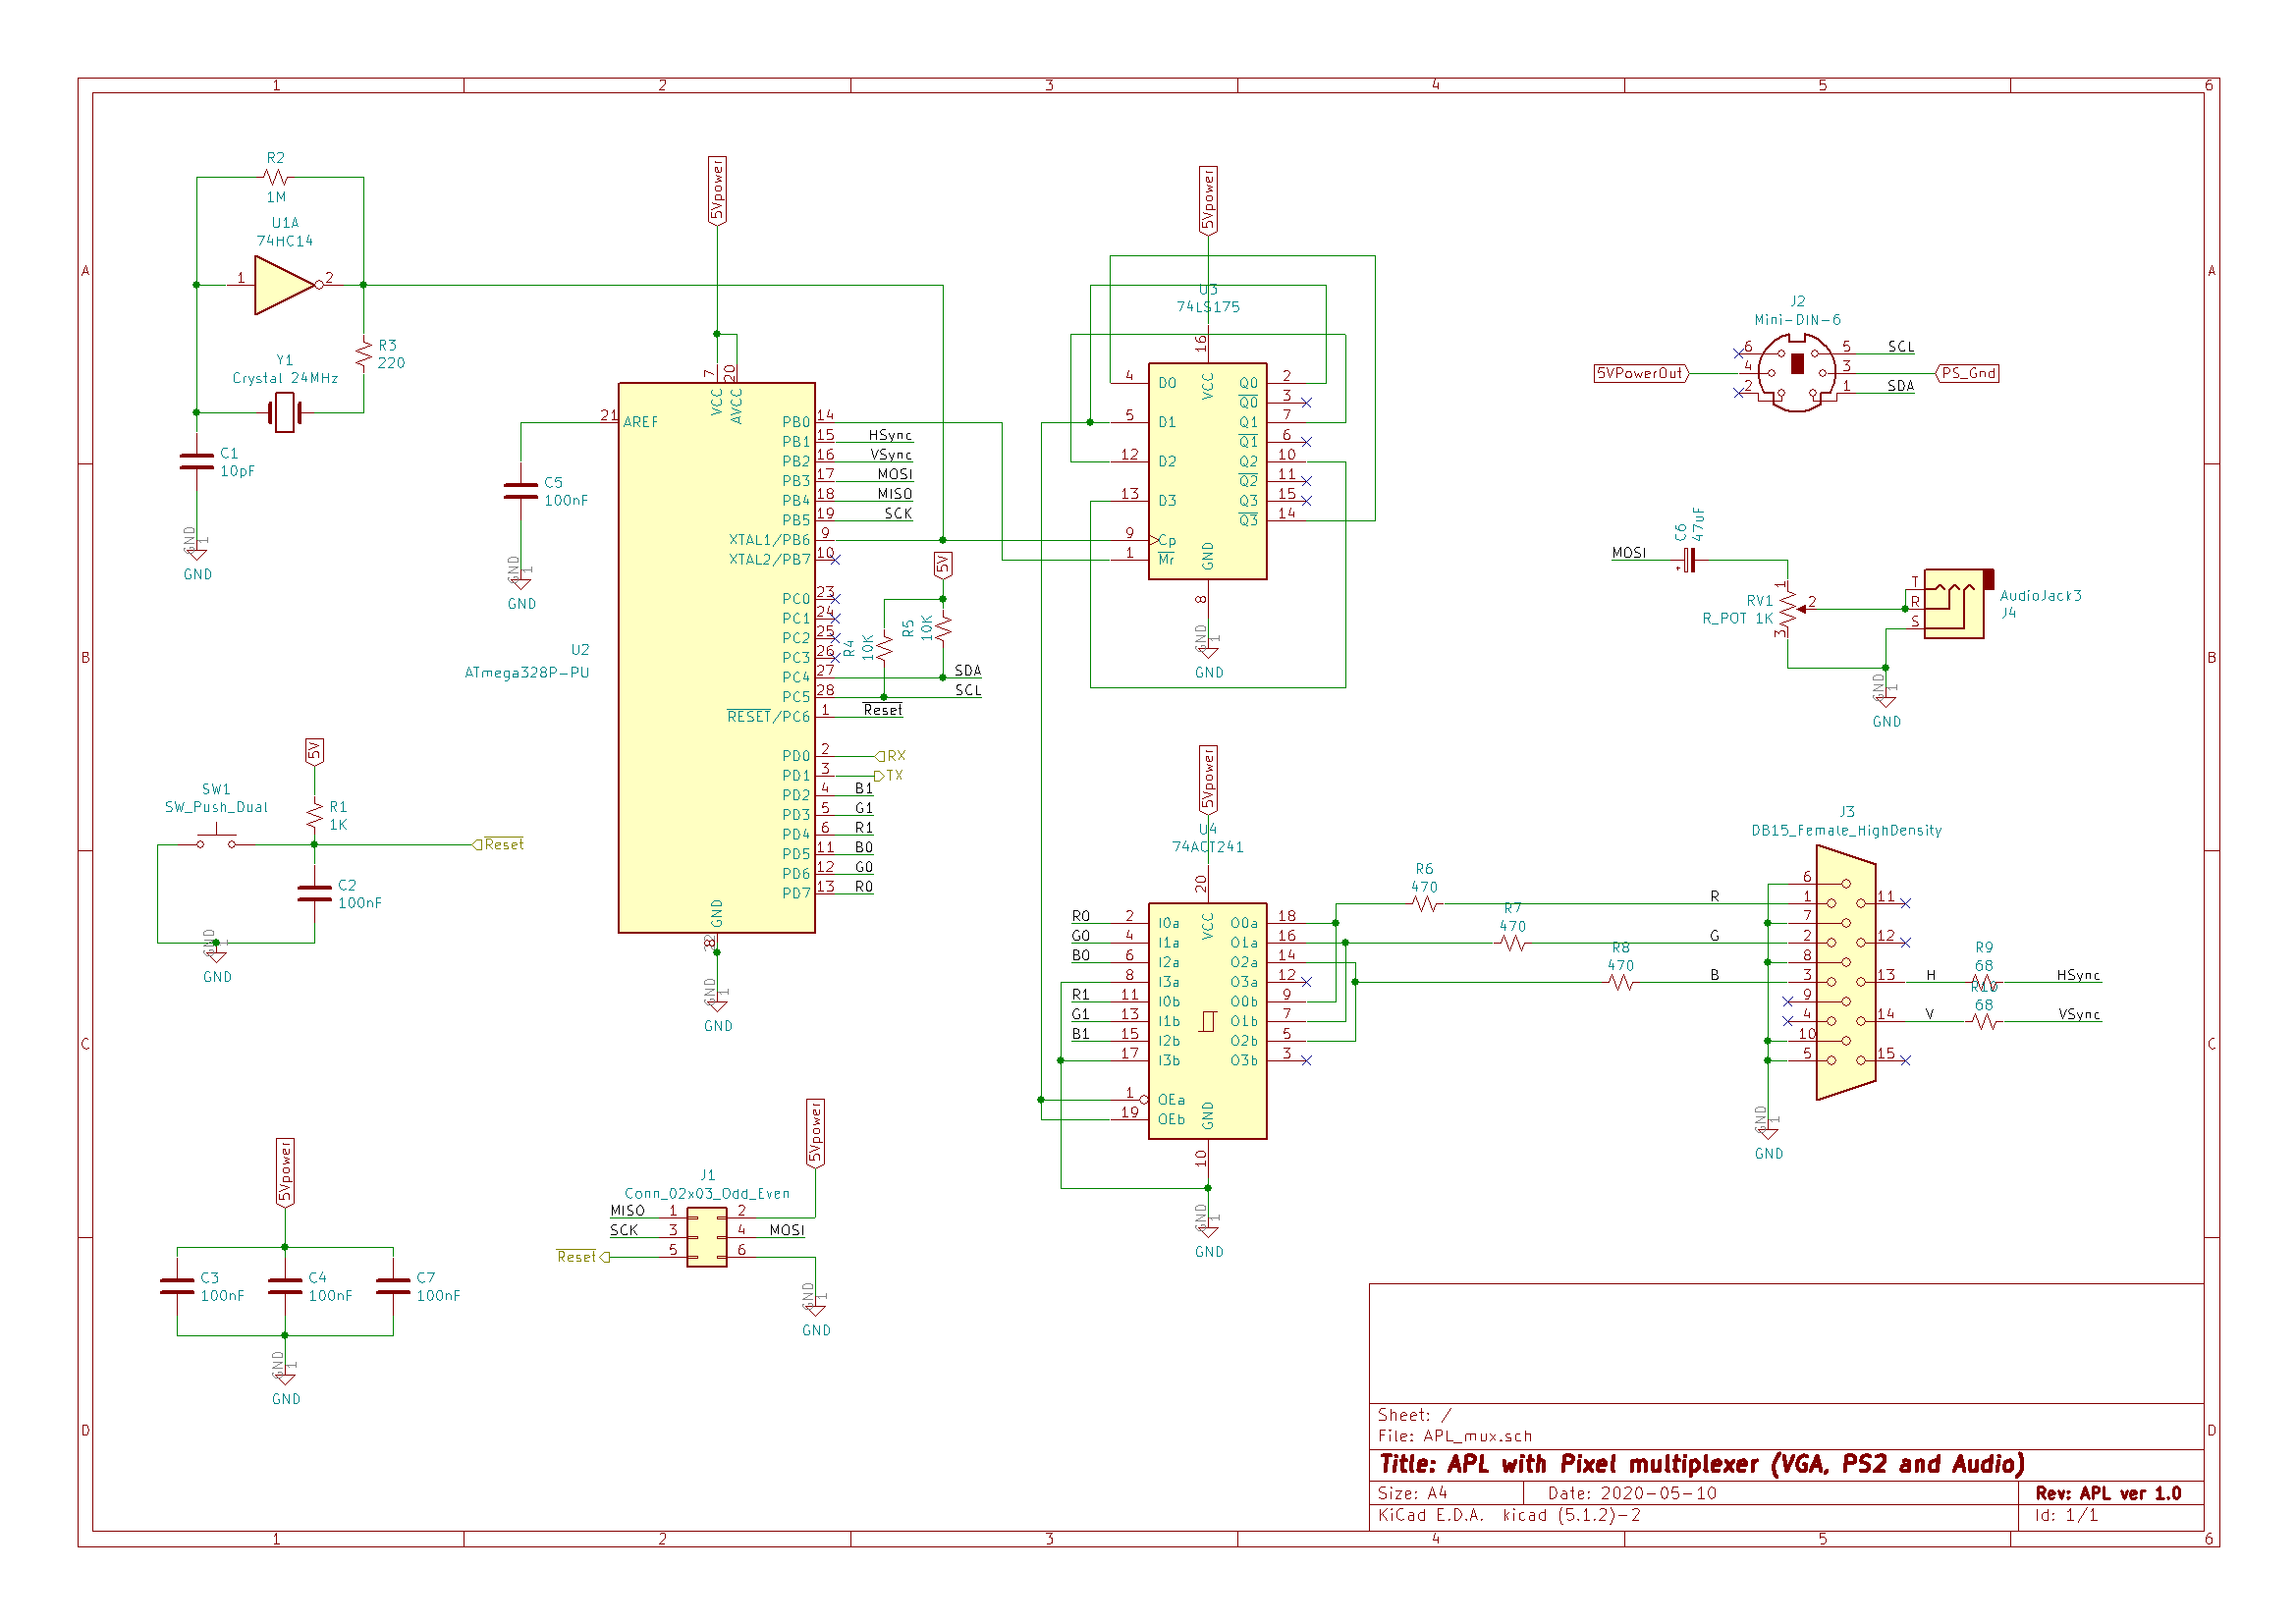 1 2 3 4 5 6
A A
B B
C C
D D
1 2 3 4 5 6
R2
1M
U1A
74HC14
1 2
R3
220
Y1
Crystal 24MHz
C1
10pF
GND 1
GND
5Vpower
7 20
VCC AVCC
21 AREF
C5
100nF
GND 1
GND
U2
ATmega328P-PU
PB0 14
PB1 15 HSync
PB2 16 VSync
PB3 17 MOSI
PB4 18 MISO
PB5 19 SCK
XTAL1/PB6 9
XTAL2/PB7 10
PC0 23
PC1 24
PC2 25
PC3 26
PC4 27 SDA
PC5 28 SCL
RESET/PC6 1 Reset
PD0 2 RX
PD1 3 TX
PD2 4 B1
PD3 5 G1
PD4 6 R1
PD5 11 B0
PD6 12 G0
PD7 13 R0
GND
8
GND 1
GND
5V
R4
10K
R5
10K
5Vpower
U3
74LS175
16
VCC
4 D0 Q0 2
Q0 3
5 D1 Q1 7
Q1 6
12 D2 Q2 10
Q2 11
13 D3 Q3 15
Q3 14
9 Cp
1 Mr
GND
8
GND 1
GND
J2
Mini-DIN-6
6 5 SCL
5VPowerOut 4 3 PS_Gnd
2 1 SDA
MOSI
C6
47uF
RV1
R_POT 1K
1 2 3
T
R
S
AudioJack3
J4
GND 1
GND
5V
SW1
SW_Push_Dual
R1
1K
Reset
C2
100nF
GND 1
GND
5Vpower
U4
74ACT241
20
VCC
R0 2 I0a O0a 18
G0 4 I1a O1a 16
B0 6 I2a O2a 14
8 I3a O3a 12
R1 11 I0b O0b 9
G1 13 I1b O1b 7
B1 15 I2b O2b 5
17 I3b O3b 3
1 OEa
19 OEb
GND
10
GND 1
GND
R6
470
R7
470
R8
470
R
G
B
J3
DB15_Female_HighDensity
6
1 11
7
2 12
8
3 13
9
4 14
10
5 15
H R9 HSync
68
V R10 VSync
68
GND 1
GND
5Vpower
C3
100nF
C4
100nF
C7
100nF
GND 1
GND
5Vpower
J1
Conn_02x03_Odd_Even
MISO 1 2
SCK 3 4 MOSI
Reset 5 6
GND 1
GND
Sheet: /
File: APL_mux.sch
Title: APL with Pixel multiplexer (VGA, PS2 and Audio)
Size: A4 Date: 2020-05-10 Rev: APL ver 1.0
KiCad E.D.A. kicad (5.1.2)-2 Id: 1/1